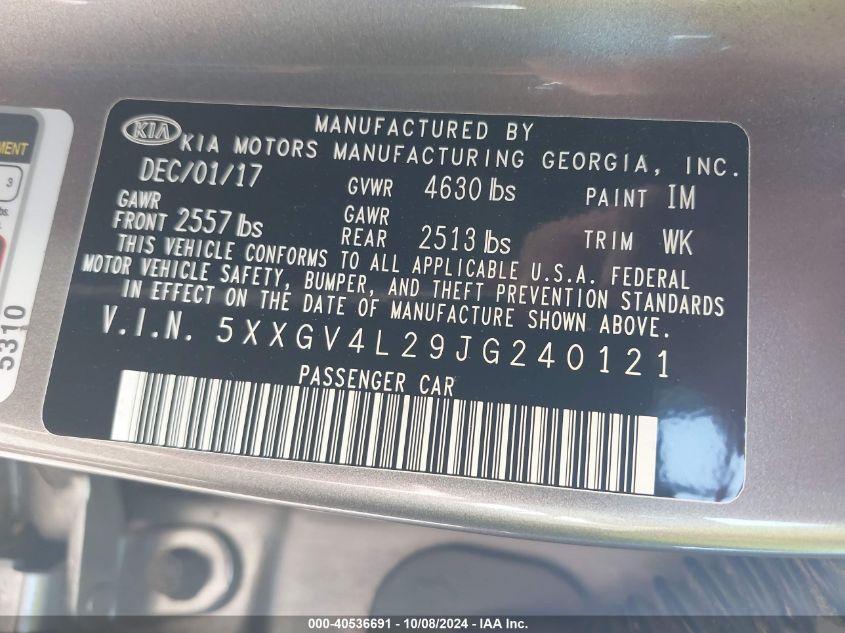 MANUFACTURED BY
KIA KIA MOTORS MANUFACTURING GEORGIA, INC.
DEC/01/17 GVWR 4630 lbs PAINT IM
GAWR FRONT 2557 lbs GAWR REAR 2513 lbs TRIM WK
THIS VEHICLE CONFORMS TO ALL APPLICABLE U.S.A. FEDERAL
MOTOR VEHICLE SAFETY, BUMPER, AND THEFT PREVENTION STANDARDS
IN EFFECT ON THE DATE OF MANUFACTURE SHOWN ABOVE.
V.I.N. 5XXGV4L29JG240121
PASSENGER CAR
3
5310
000-40536691 - 10/08/2024 - IAA Inc.